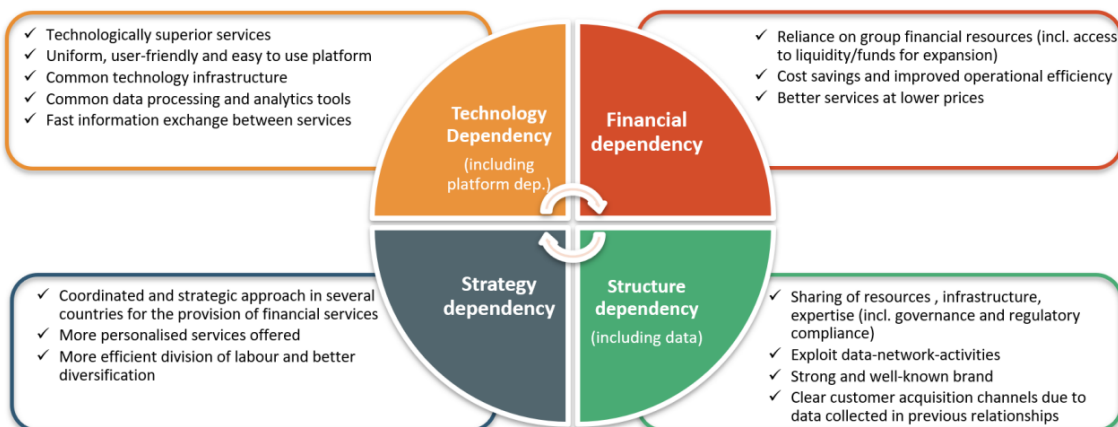 Technologically superior services
Uniform, user-friendly and easy to use platform
Common technology infrastructure
Common data processing and analytics tools
Fast information exchange between services
Technology
Dependency
(including
platform dep.)
Financial
dependency
Reliance on group financial resources (incl. access
to liquidity/funds for expansion)
Cost savings and improved operational efficiency
Better services at lower prices
Coordinated and strategic approach in several
countries for the provision of financial services
More personalised services offered
More efficient division of labour and better
diversification
Strategy
dependency
Structure
dependency
(including data)
Sharing of resources , infrastructure,
expertise (incl. governance and regulatory
compliance)
Exploit data-network-activities
Strong and well-known brand
Clear customer acquisition channels due to
data collected in previous relationships